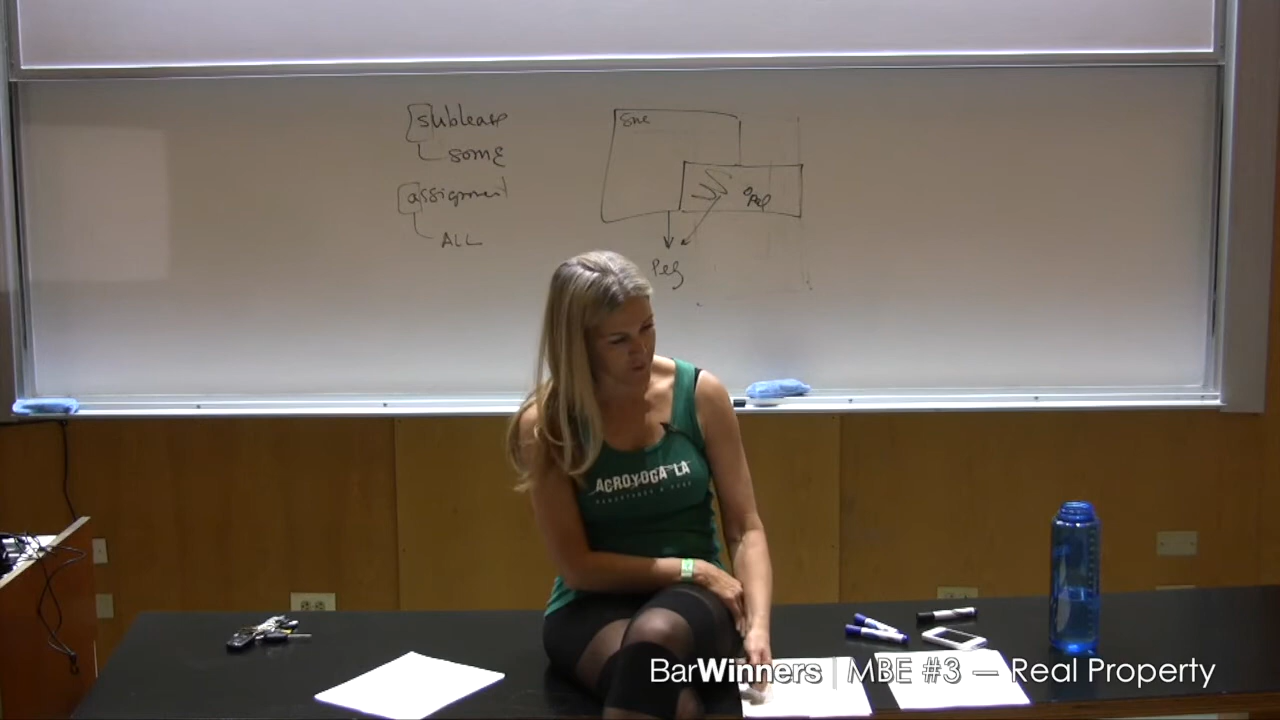 sublease
some
assignment
ALL
Sne
Peg
ACROYOGA LA
BarWinners | MBE #3 — Real Property